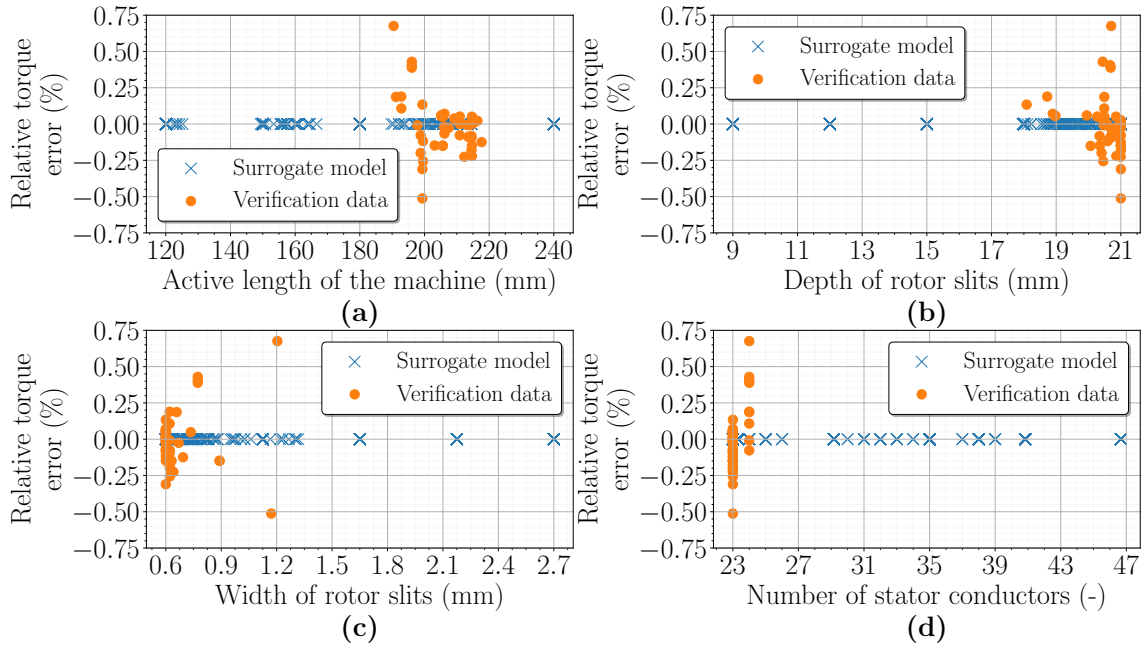 0.75
0.50
0.25
0.00
−0.25
−0.50
−0.75
Relative torque
error (%)
Surrogate model
Verification data
120 140 160 180 200 220 240
Active length of the machine (mm)
(a)
0.75
0.50
0.25
0.00
−0.25
−0.50
−0.75
Relative torque
error (%)
Surrogate model
Verification data
9 11 13 15 17 19 21
Depth of rotor slits (mm)
(b)
0.75
0.50
0.25
0.00
−0.25
−0.50
−0.75
Relative torque
error (%)
Surrogate model
Verification data
0.6 0.9 1.2 1.5 1.8 2.1 2.4 2.7
Width of rotor slits (mm)
(c)
0.75
0.50
0.25
0.00
−0.25
−0.50
−0.75
Relative torque
error (%)
Surrogate model
Verification data
23 27 31 35 39 43 47
Number of stator conductors (-)
(d)